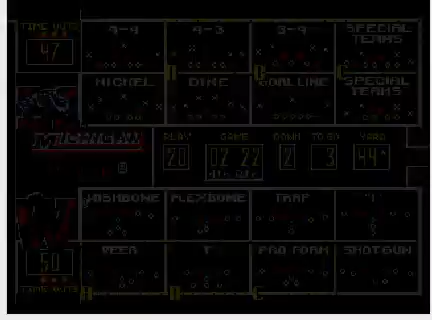 TIME OUTS
47
4-4
4-3
3-4
SPECIAL
TEAMS
B
C
NICKEL
DIME
GOALLINE
SPECIAL
TEAMS
MICHIGAN
PLAY
GAME
DOWN
TO GO
YARD
20
02 22
2
3
44
4th Qtr
WISHBONE
FLEXBONE
TRAP
"I"
VEER
T
PRO FORM
SHOTGUN
50
TIME OUTS
A
B
C